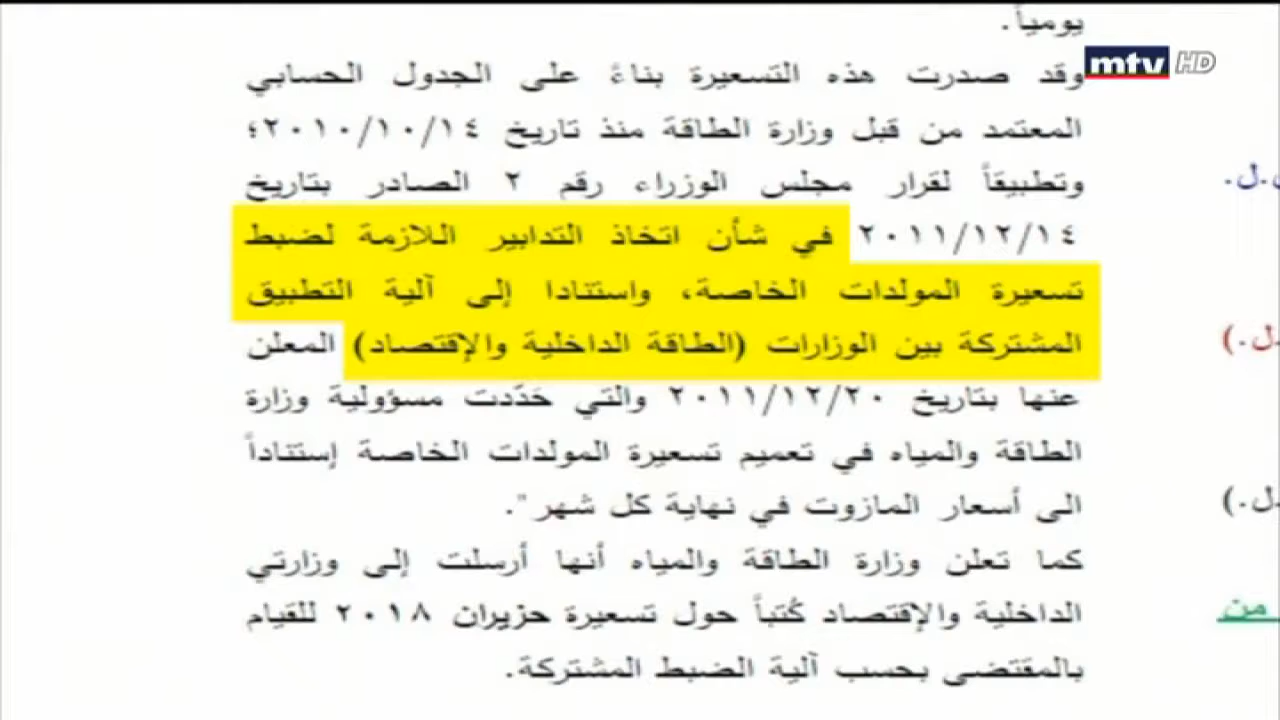 يومياً.
mtv HD
وقد صدرت هذه التسعيرة بناءً على الجدول الحسابي
المعتمد من قبل وزارة الطاقة منذ تاريخ ٢٠١٠/١٠/١٤؛
وتطبيقاً لقرار مجلس الوزراء رقم ٢ الصادر بتاريخ
٢٠١١/١٢/١٤ في شأن اتخاذ التدابير اللازمة لضبط
تسعيرة المولدات الخاصة، واستنادا إلى آلية التطبيق
المشتركة بين الوزارات (الطاقة الداخلية والإقتصاد) المعلن
عنها بتاريخ ٢٠١١/١٢/٢٠ والتي حَدّدت مسؤولية وزارة
الطاقة والمياه في تعميم تسعيرة المولدات الخاصة إستناداً
الى أسعار المازوت في نهاية كل شهر".
كما تعلن وزارة الطاقة والمياه أنها أرسلت إلى وزارتي
الداخلية والإقتصاد كُتباً حول تسعيرة حزيران ٢٠١٨ للقيام
بالمقتضى بحسب آلية الضبط المشتركة.
من